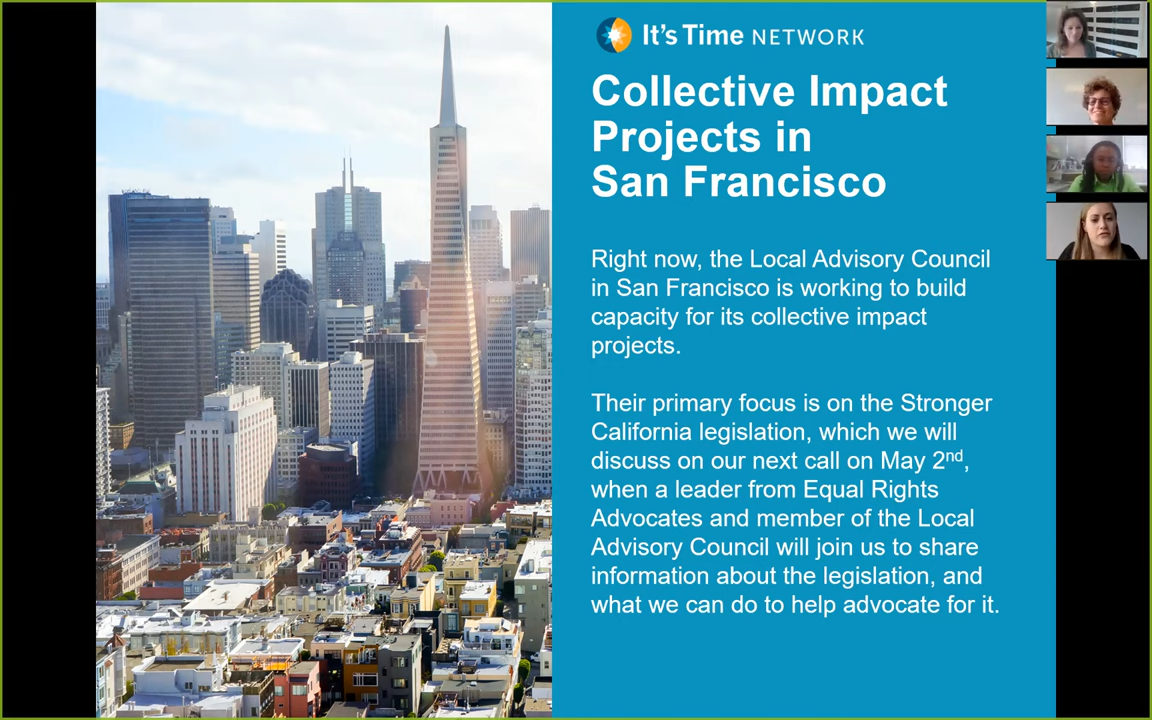 It's Time NETWORK
Collective Impact
Projects in
San Francisco
Right now, the Local Advisory Council
in San Francisco is working to build
capacity for its collective impact
projects.
Their primary focus is on the Stronger
California legislation, which we will
discuss on our next call on May 2nd,
when a leader from Equal Rights
Advocates and member of the Local
Advisory Council will join us to share
information about the legislation, and
what we can do to help advocate for it.